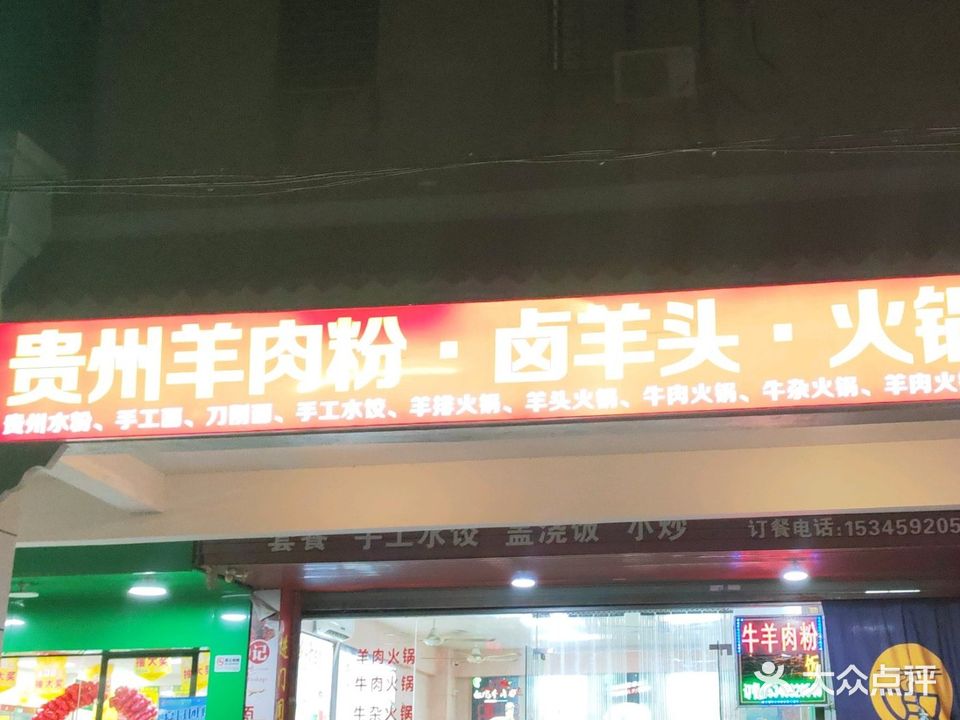 贵州羊肉粉·卤羊头·火锅
贵州水粉、手工面、刀削面、手工水饺、羊排火锅、羊头火锅、牛肉火锅、牛杂火锅、羊肉火
套餐 手工水饺 盖浇饭 小炒 订餐电话:153459205
羊肉火锅
牛肉火锅
牛杂火锅
牛羊肉粉
饭
记
大众点评